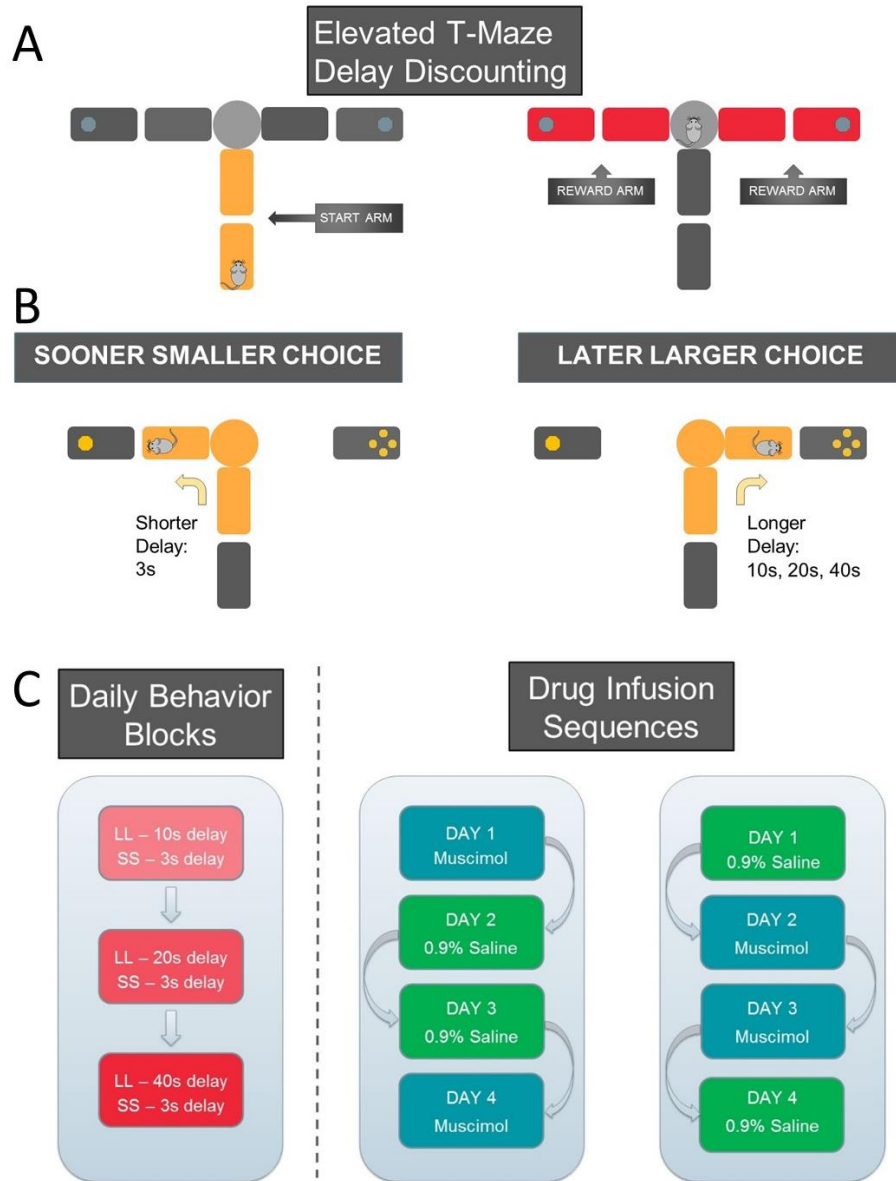 A
Elevated T-Maze
Delay Discounting
START ARM
REWARD ARM
REWARD ARM
B
SOONER SMALLER CHOICE
LATER LARGER CHOICE
Shorter
Delay:
3s
Longer
Delay:
10s, 20s, 40s
C
Daily Behavior
Blocks
Drug Infusion
Sequences
LL – 10s delay
SS – 3s delay
LL – 20s delay
SS – 3s delay
LL – 40s delay
SS – 3s delay
DAY 1
Muscimol
DAY 2
0.9% Saline
DAY 3
0.9% Saline
DAY 4
Muscimol
DAY 1
0.9% Saline
DAY 2
Muscimol
DAY 3
Muscimol
DAY 4
0.9% Saline